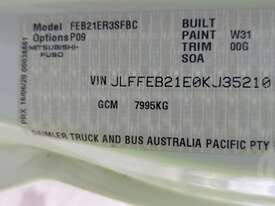 Model FEB21ER3SFBC BUILT
Options P09 PAINT W31
MITSUBISHI TRIM 00G
FUSO SOA
VIN JLFFEB21E0KJ35210
GCM 7995KG
DAIMLER TRUCK AND BUS AUSTRALIA PACIFIC PTY